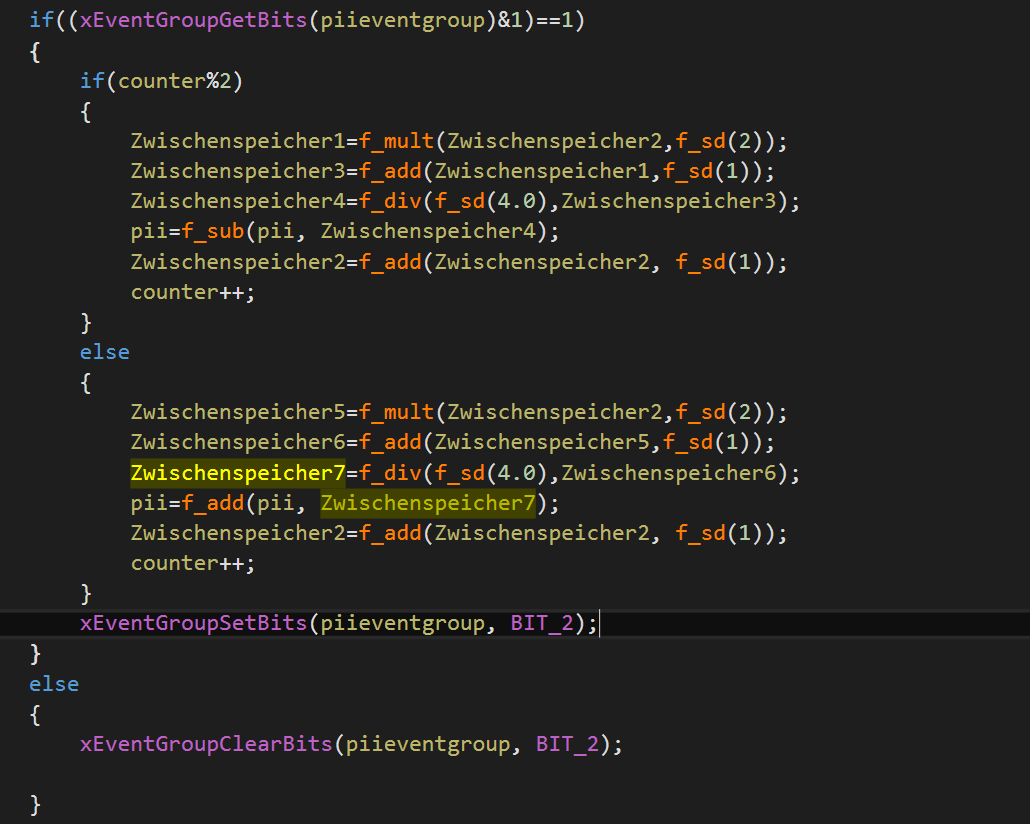 if((xEventGroupGetBits(piieventgroup)&1)==1)
{
if(counter%2)
{
Zwischenspeicher1=f_mult(Zwischenspeicher2,f_sd(2));
Zwischenspeicher3=f_add(Zwischenspeicher1,f_sd(1));
Zwischenspeicher4=f_div(f_sd(4.0),Zwischenspeicher3);
pii=f_sub(pii, Zwischenspeicher4);
Zwischenspeicher2=f_add(Zwischenspeicher2, f_sd(1));
counter++;
}
else
{
Zwischenspeicher5=f_mult(Zwischenspeicher2,f_sd(2));
Zwischenspeicher6=f_add(Zwischenspeicher5,f_sd(1));
Zwischenspeicher7=f_div(f_sd(4.0),Zwischenspeicher6);
pii=f_add(pii, Zwischenspeicher7);
Zwischenspeicher2=f_add(Zwischenspeicher2, f_sd(1));
counter++;
}
xEventGroupSetBits(piieventgroup, BIT_2);
}
else
{
xEventGroupClearBits(piieventgroup, BIT_2);
}